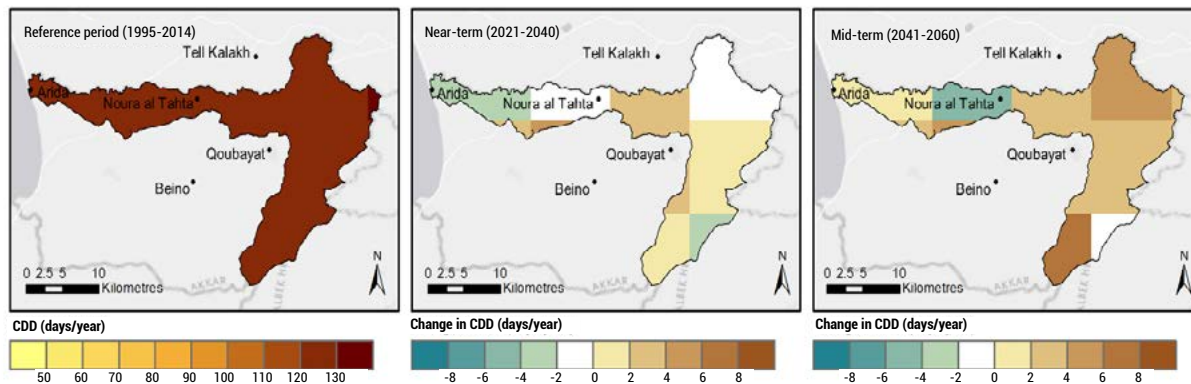 Reference period (1995-2014)
Tell Kalakh
Arida
Noura al Tahta
Qoubayat
Beino
0 2.5 5 10
Kilometres
N
AKKAR
CDD (days/year)
50 60 70 80 90 100 110 120 130
Near-term (2021-2040)
Tell Kalakh
Arida
Noura al Tahta
Qoubayat
Beino
0 2.5 5 10
Kilometres
N
AKKAR
Change in CDD (days/year)
-8 -6 -4 -2 0 2 4 6 8
Mid-term (2041-2060)
Tell Kalakh
Arida
Noura al Tahta
Qoubayat
Beino
0 2.5 5 10
Kilometres
N
AKKAR
Change in CDD (days/year)
-8 -6 -4 -2 0 2 4 6 8